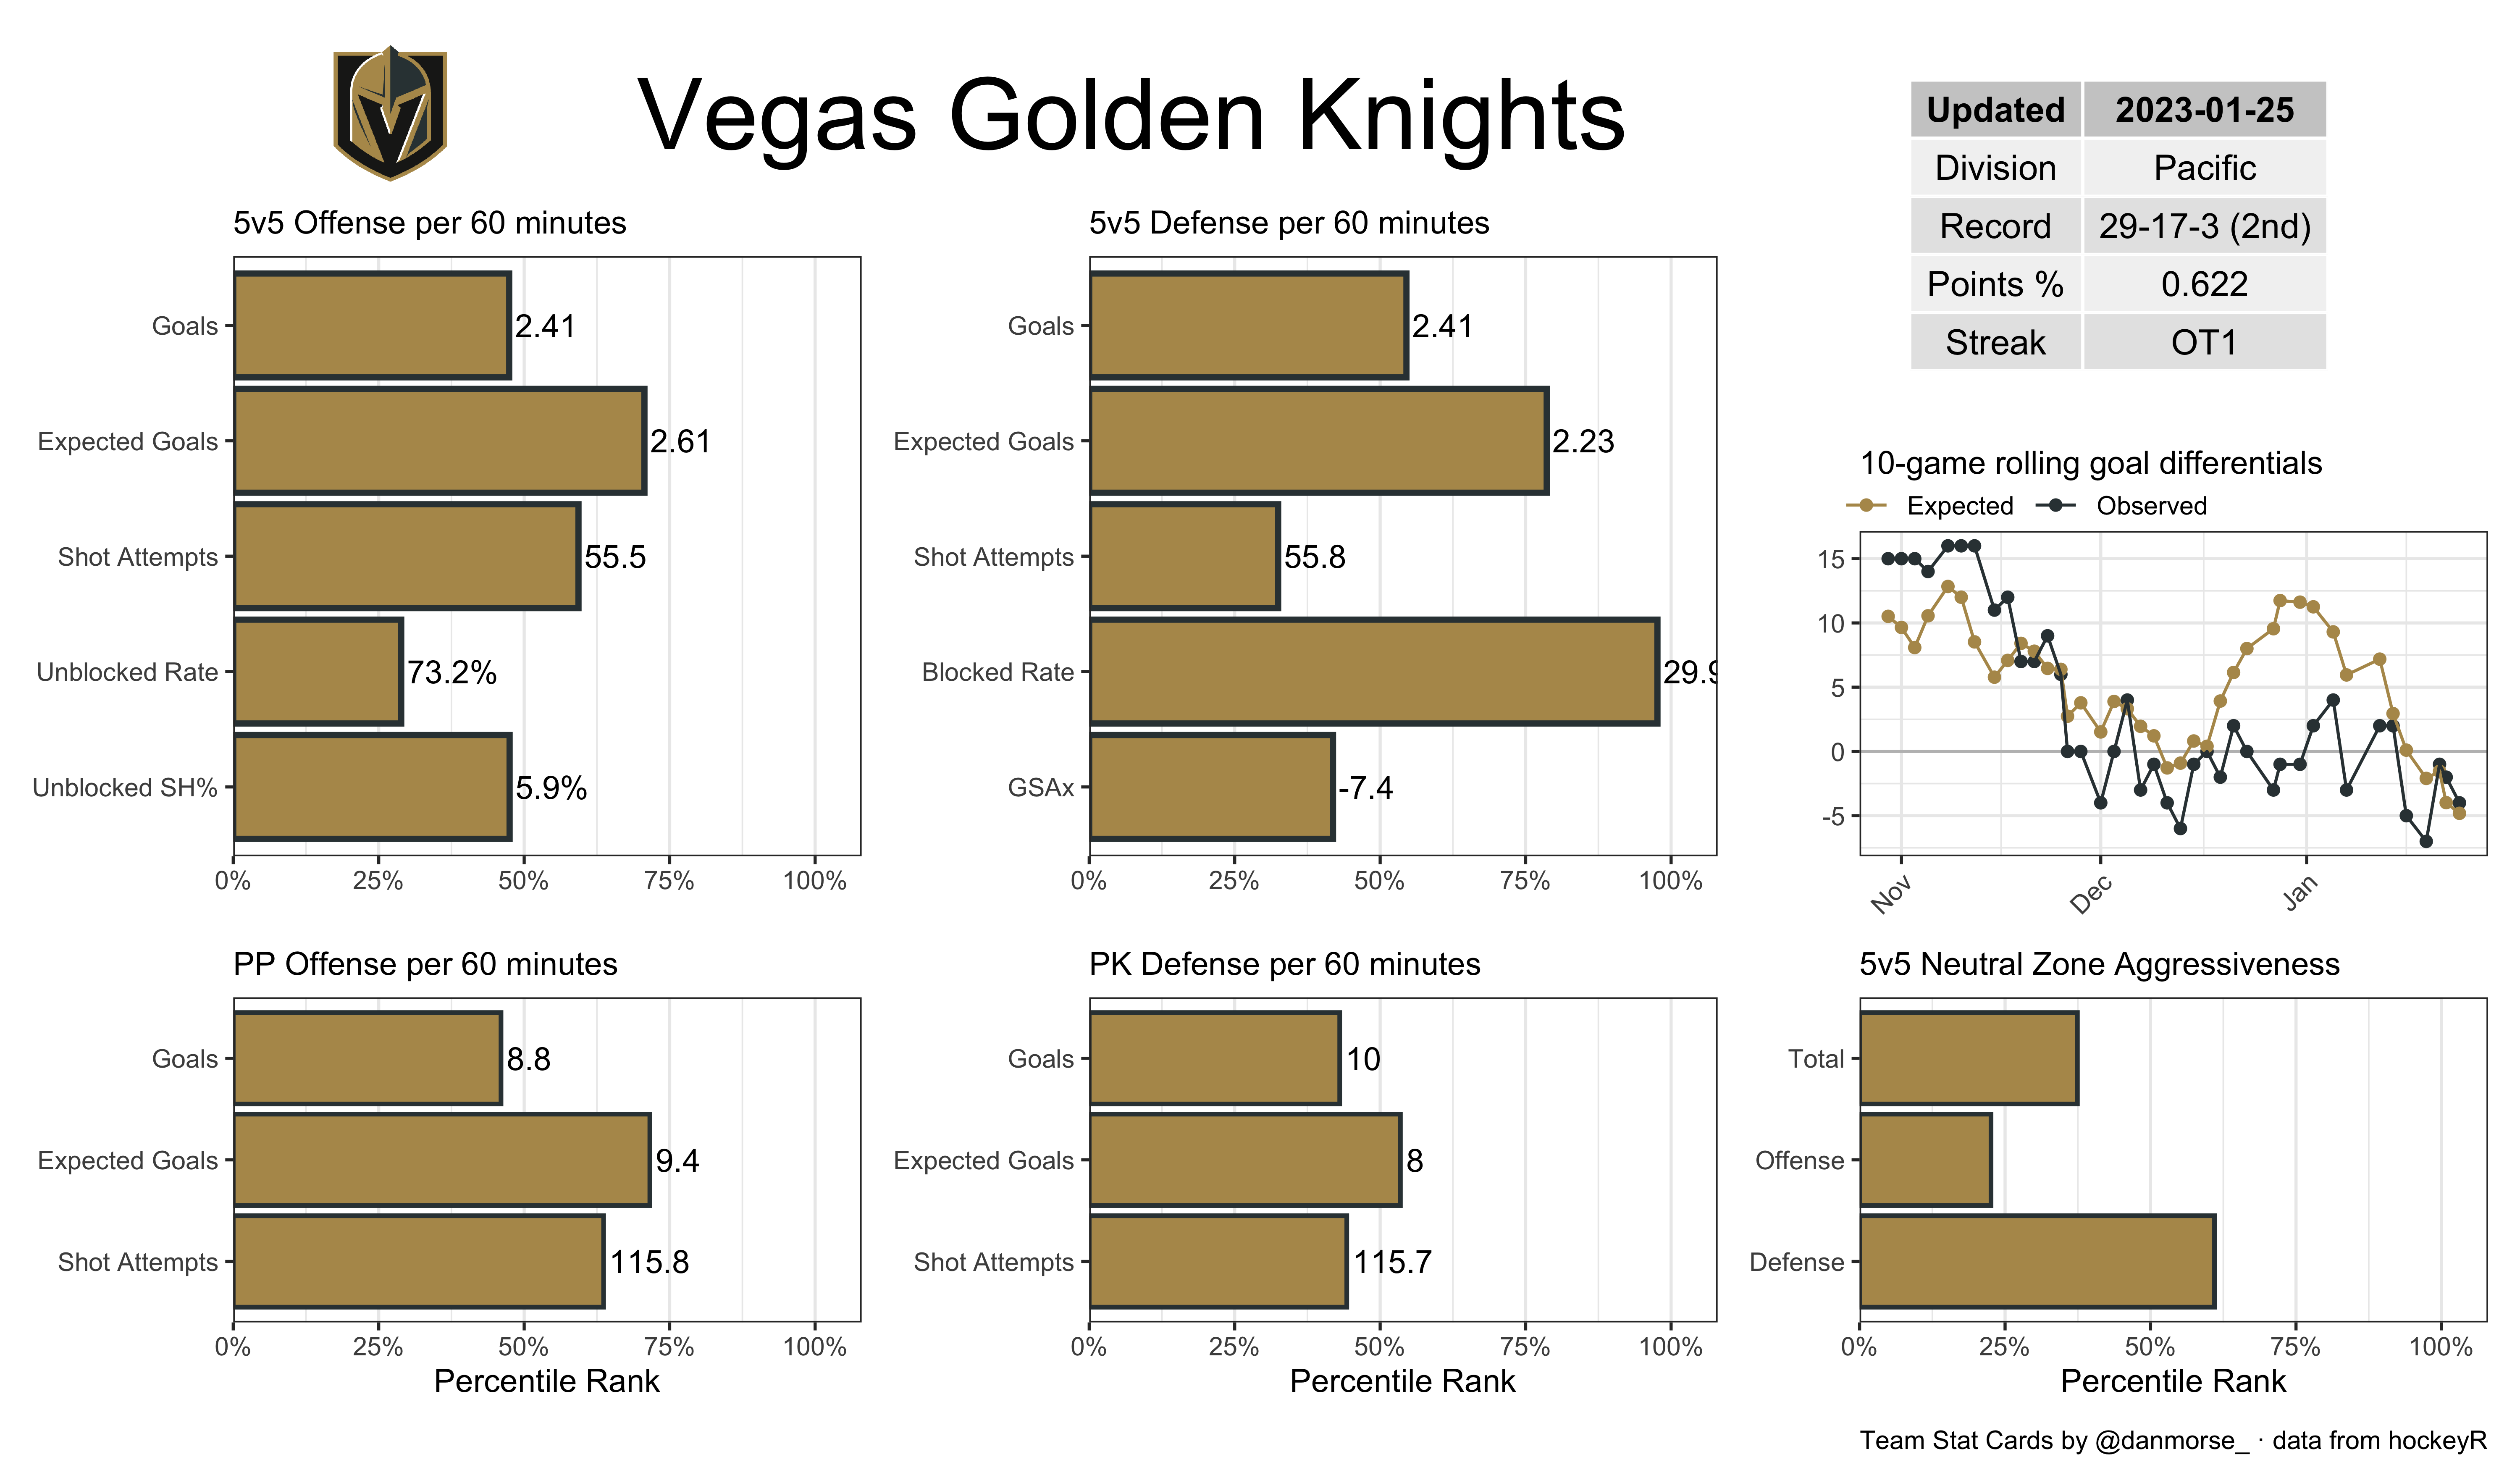 Vegas Golden Knights
Updated 2023-01-25
Division Pacific
Record 29-17-3 (2nd)
Points % 0.622
Streak OT1
5v5 Offense per 60 minutes
Goals 2.41
Expected Goals 2.61
Shot Attempts 55.5
Unblocked Rate 73.2%
Unblocked SH% 5.9%
0% 25% 50% 75% 100%
5v5 Defense per 60 minutes
Goals 2.41
Expected Goals 2.23
Shot Attempts 55.8
Blocked Rate 29.9
GSAx -7.4
0% 25% 50% 75% 100%
10-game rolling goal differentials
Expected Observed
15
10
5
0
-5
Nov Dec Jan
PP Offense per 60 minutes
Goals 8.8
Expected Goals 9.4
Shot Attempts 115.8
0% 25% 50% 75% 100%
Percentile Rank
PK Defense per 60 minutes
Goals 10
Expected Goals 8
Shot Attempts 115.7
0% 25% 50% 75% 100%
Percentile Rank
5v5 Neutral Zone Aggressiveness
Total
Offense
Defense
0% 25% 50% 75% 100%
Percentile Rank
Team Stat Cards by @danmorse_ · data from hockeyR